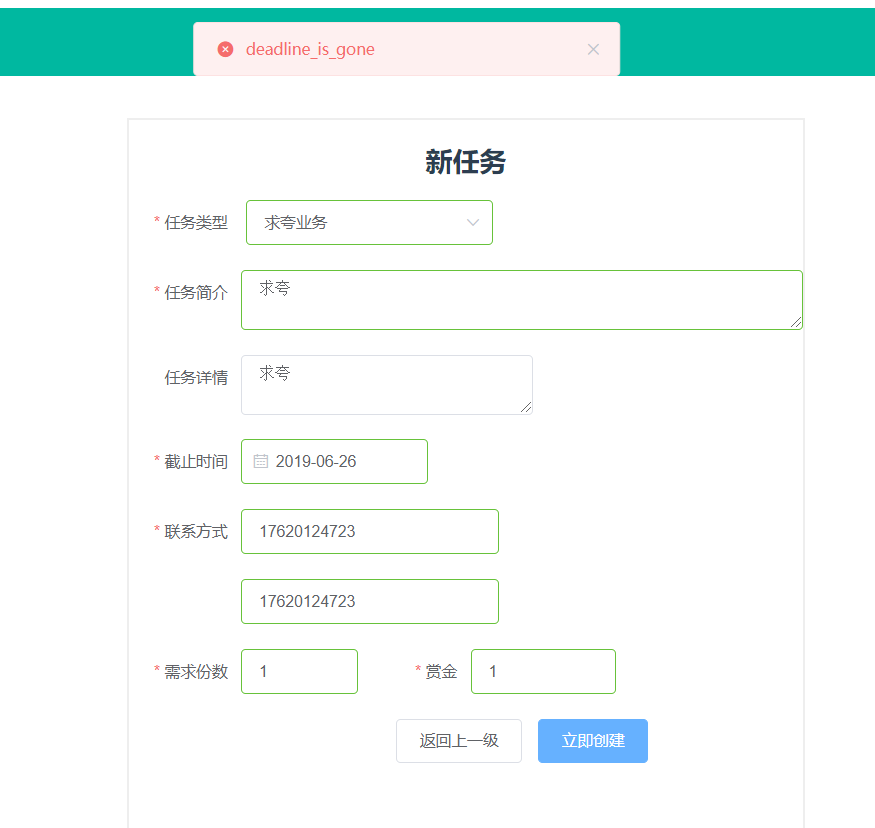 deadline_is_gone
新任务
* 任务类型 求夸业务
* 任务简介 求夸
任务详情 求夸
* 截止时间 2019-06-26
* 联系方式 17620124723
17620124723
* 需求份数 1 * 赏金 1
返回上一级 立即创建